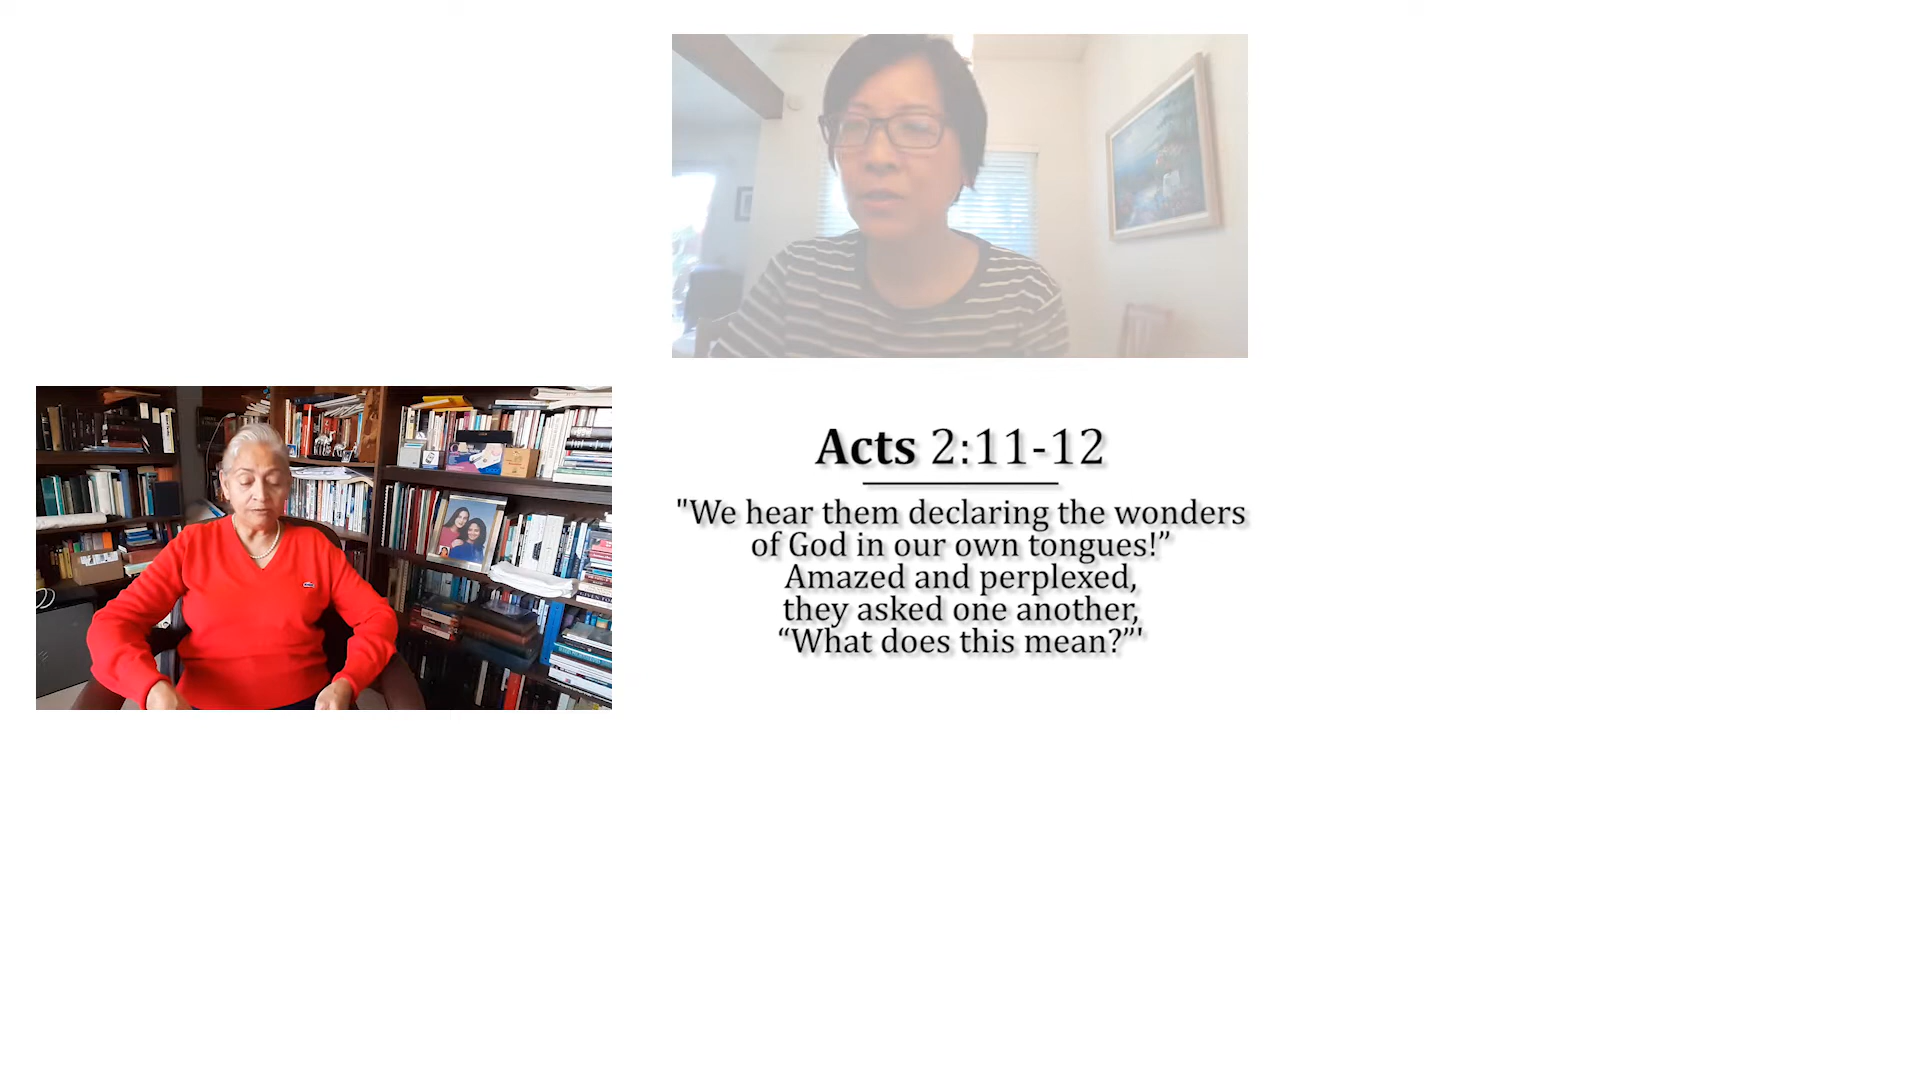 Acts 2:11-12
"We hear them declaring the wonders
of God in our own tongues!”
Amazed and perplexed,
they asked one another,
“What does this mean?”'